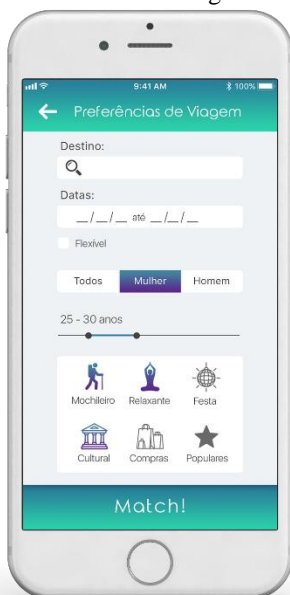 9:41 AM 100%
Preferências de Viagem
Destino:
Datas:
__/__/__ até __/__/__
Flexível
Todos Mulher Homem
25 - 30 anos
Mochileiro Relaxante Festa
Cultural Compras Populares
Match!